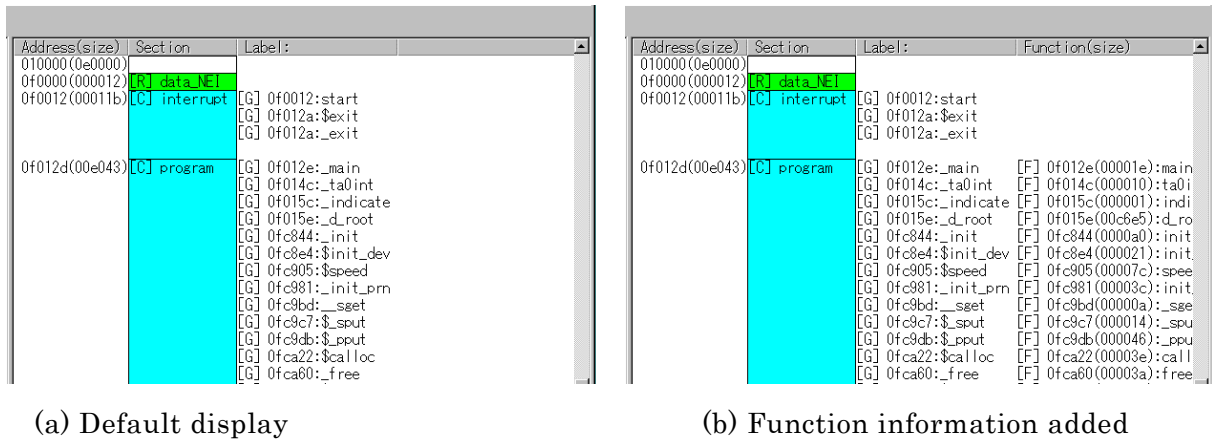 Address(size) Section Label:
010000(0e0000)
0f0000(000012) [R] data_NEI
0f0012(00011b) [C] interrupt [G] 0f0012:start
[G] 0f012a:$exit
[G] 0f012a:_exit
0f012d(00e043) [C] program [G] 0f012e:_main
[G] 0f014c:_ta0int
[G] 0f015c:_indicate
[G] 0f015e:_d_root
[G] 0fc844:_init
[G] 0fc8e4:$init_dev
[G] 0fc905:$speed
[G] 0fc981:_init_prn
[G] 0fc9bd:__sget
[G] 0fc9c7:$_sput
[G] 0fc9db:$_pput
[G] 0fca22:$calloc
[G] 0fca60:_free
(a) Default display
Address(size) Section Label: Function(size)
010000(0e0000)
0f0000(000012) [R] data_NEI
0f0012(00011b) [C] interrupt [G] 0f0012:start
[G] 0f012a:$exit
[G] 0f012a:_exit
0f012d(00e043) [C] program [G] 0f012e:_main [F] 0f012e(00001e):main
[G] 0f014c:_ta0int [F] 0f014c(000010):ta0i
[G] 0f015c:_indicate [F] 0f015c(000001):indi
[G] 0f015e:_d_root [F] 0f015e(00c6e5):d_ro
[G] 0fc844:_init [F] 0fc844(0000a0):init
[G] 0fc8e4:$init_dev [F] 0fc8e4(000021):init_
[G] 0fc905:$speed [F] 0fc905(00007c):spee
[G] 0fc981:_init_prn [F] 0fc981(00003c):init_
[G] 0fc9bd:__sget [F] 0fc9bd(00000a):_sge
[G] 0fc9c7:$_sput [F] 0fc9c7(000014):_spu
[G] 0fc9db:$_pput [F] 0fc9db(000046):_ppu
[G] 0fca22:$calloc [F] 0fca22(00003e):call
[G] 0fca60:_free [F] 0fca60(00003a):free
(b) Function information added